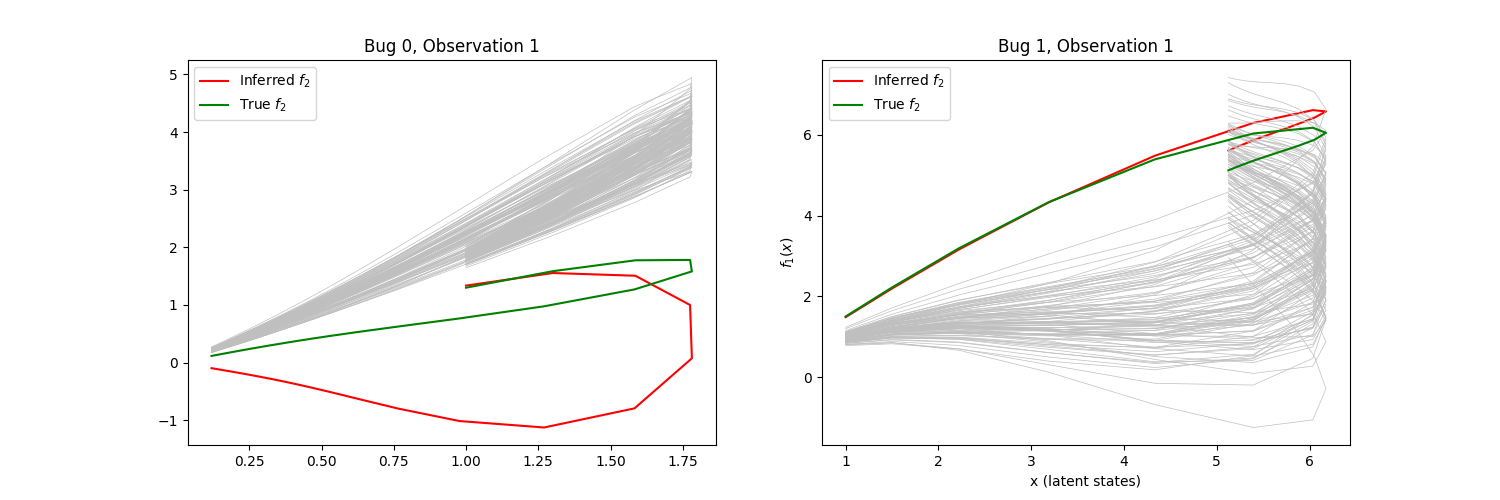 Bug 0, Observation 1
Inferred f₂
True f₂
5
4
3
2
1
0
−1
0.25 0.50 0.75 1.00 1.25 1.50 1.75
Bug 1, Observation 1
Inferred f₂
True f₂
f₁(x)
6
4
2
0
1 2 3 4 5 6
x (latent states)